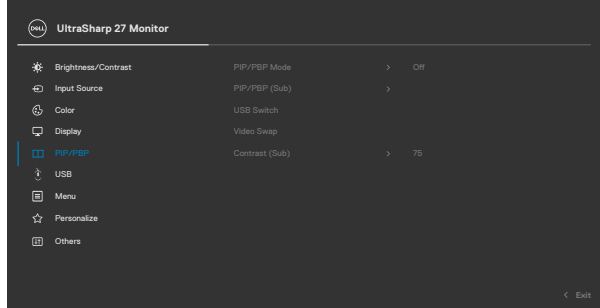 DELL UltraSharp 27 Monitor
Brightness/Contrast PIP/PBP Mode > Off
Input Source PIP/PBP (Sub) >
Color USB Switch
Display Video Swap
PIP/PBP Contrast (Sub) > 75
USB
Menu
Personalize
Others
< Exit